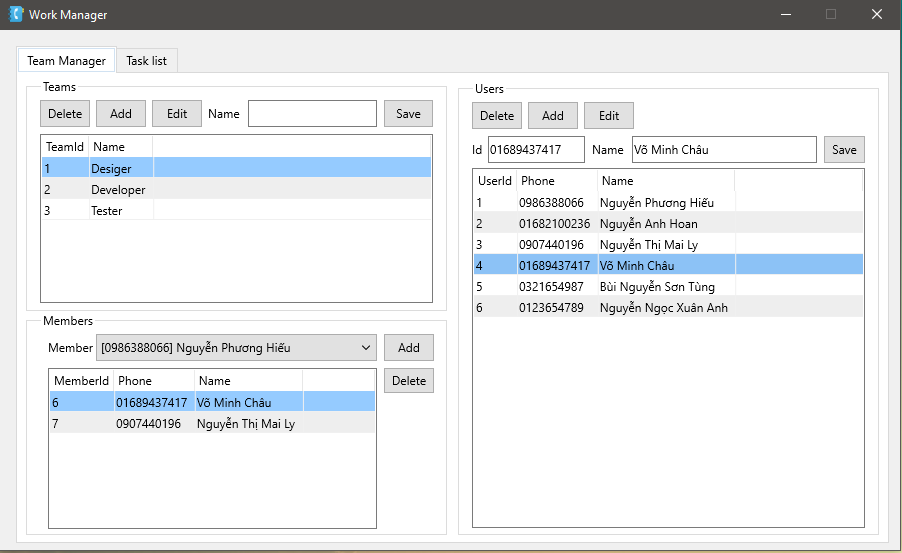 Work Manager
Team Manager Task list
Teams
Delete Add Edit Name Save
TeamId Name
1 Desiger
2 Developer
3 Tester
Members
Member [0986388066] Nguyễn Phương Hiếu Add
Delete
MemberId Phone Name
6 01689437417 Võ Minh Châu
7 0907440196 Nguyễn Thị Mai Ly
Users
Delete Add Edit
Id 01689437417 Name Võ Minh Châu Save
UserId Phone Name
1 0986388066 Nguyễn Phương Hiếu
2 01682100236 Nguyễn Anh Hoan
3 0907440196 Nguyễn Thị Mai Ly
4 01689437417 Võ Minh Châu
5 0321654987 Bùi Nguyễn Sơn Tùng
6 0123654789 Nguyễn Ngọc Xuân Anh